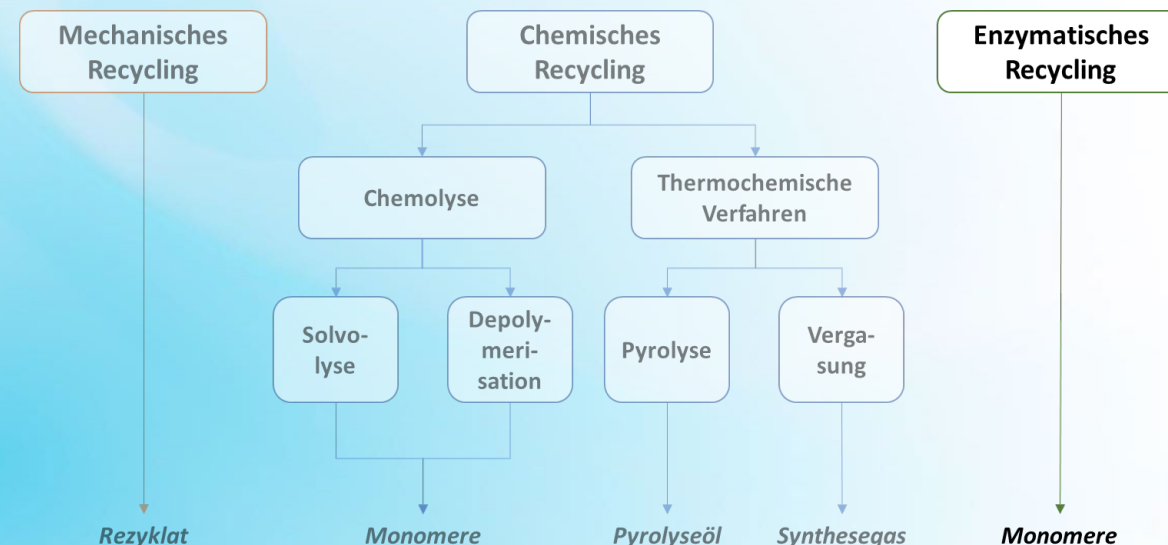 Mechanisches
Recycling
Chemisches
Recycling
Enzymatisches
Recycling
Chemolyse
Thermochemische
Verfahren
Solvo-
lyse
Depoly-
meri-
sation
Pyrolyse
Verga-
sung
Rezyklat
Monomere
Pyrolyseöl
Synthesegas
Monomere